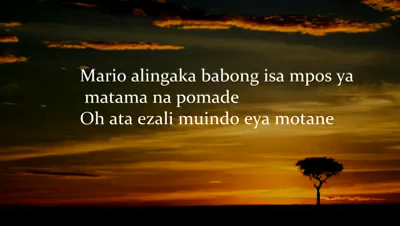 Mario alingaka babong isa mpos ya
matama na pomade
Oh ata ezali muindo eya motane